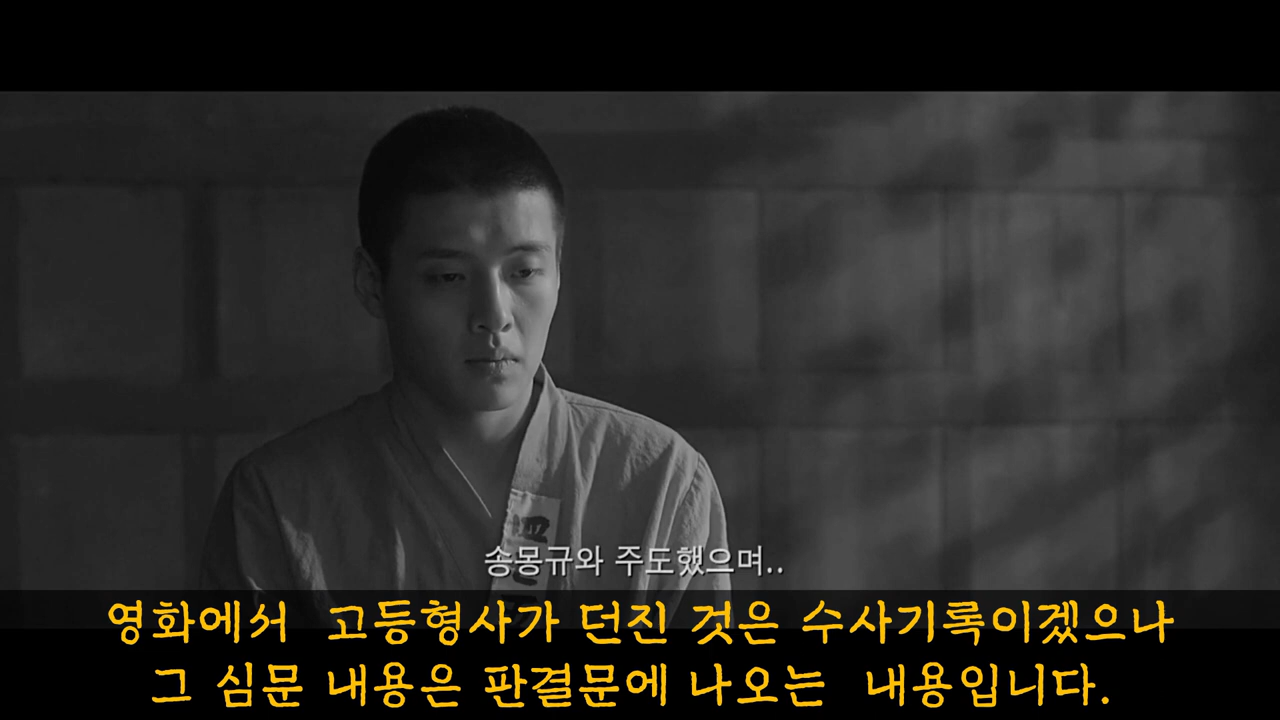 송몽규와 주도했으며..
영화에서 고등형사가 던진 것은 수사기록이겠으나
그 심문 내용은 판결문에 나오는 내용입니다.